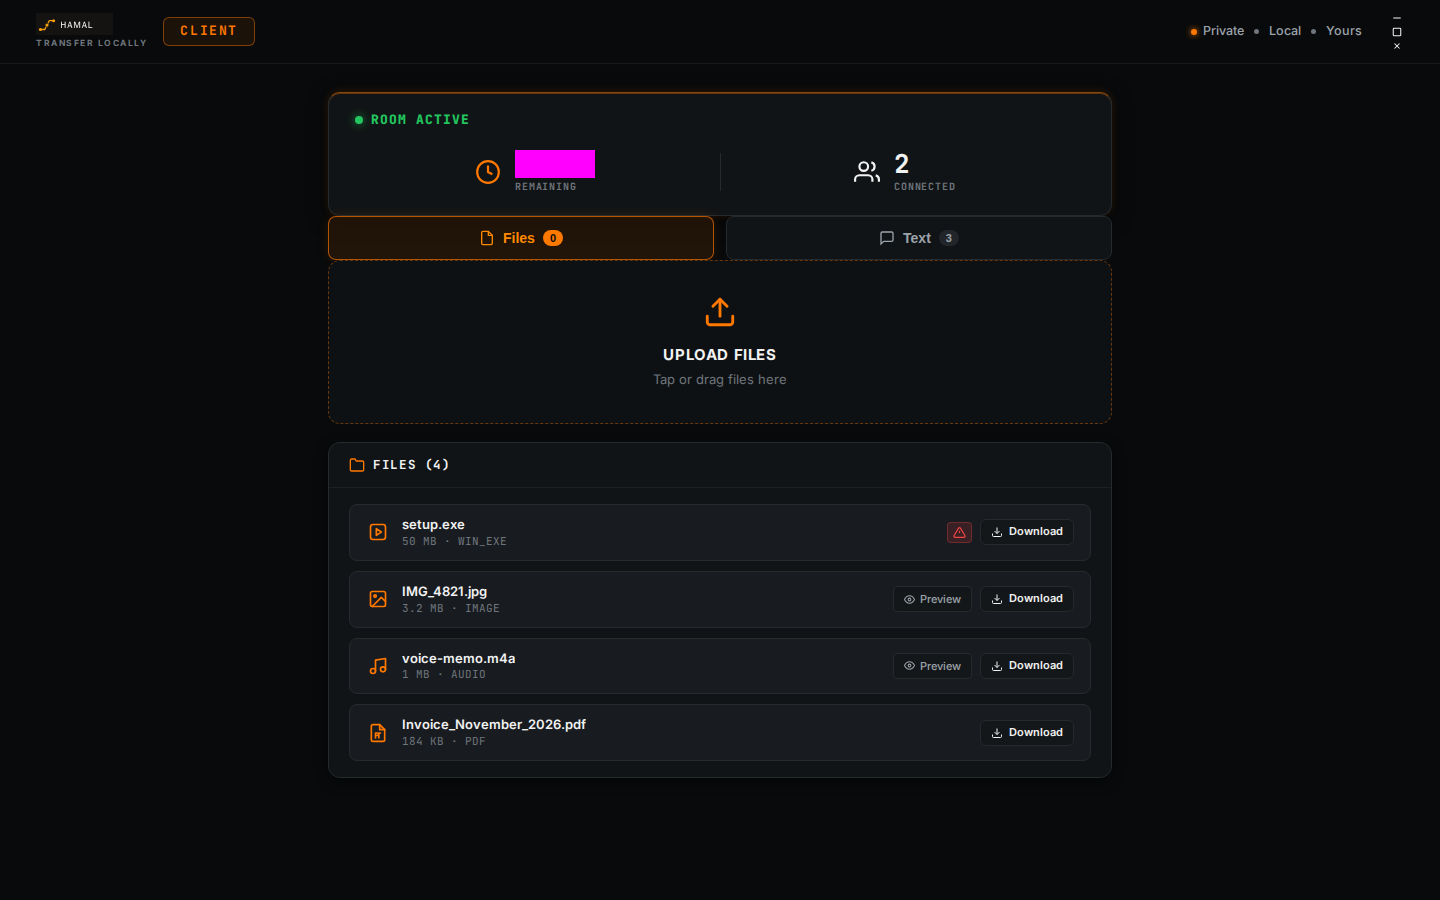 HAMAL
TRANSFER LOCALLY
CLIENT
Private
Local
Yours
ROOM ACTIVE
REMAINING
2
CONNECTED
Files 0
Text 3
UPLOAD FILES
Tap or drag files here
FILES (4)
setup.exe
50 MB · WIN_EXE
Download
IMG_4821.jpg
3.2 MB · IMAGE
Preview
Download
voice-memo.m4a
1 MB · AUDIO
Preview
Download
Invoice_November_2026.pdf
184 KB · PDF
Download